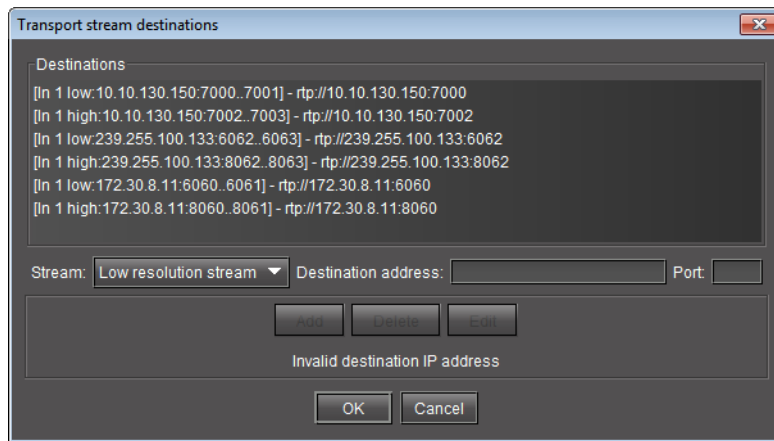 Transport stream destinations
Destinations
[In 1 low:10.10.130.150:7000..7001] - rtp://10.10.130.150:7000
[In 1 high:10.10.130.150:7002..7003] - rtp://10.10.130.150:7002
[In 1 low:239.255.100.133:6062..6063] - rtp://239.255.100.133:6062
[In 1 high:239.255.100.133:8062..8063] - rtp://239.255.100.133:8062
[In 1 low:172.30.8.11:6060..6061] - rtp://172.30.8.11:6060
[In 1 high:172.30.8.11:8060..8061] - rtp://172.30.8.11:8060
Stream: Low resolution stream Destination address: Port:
Add Delete Edit
Invalid destination IP address
OK Cancel